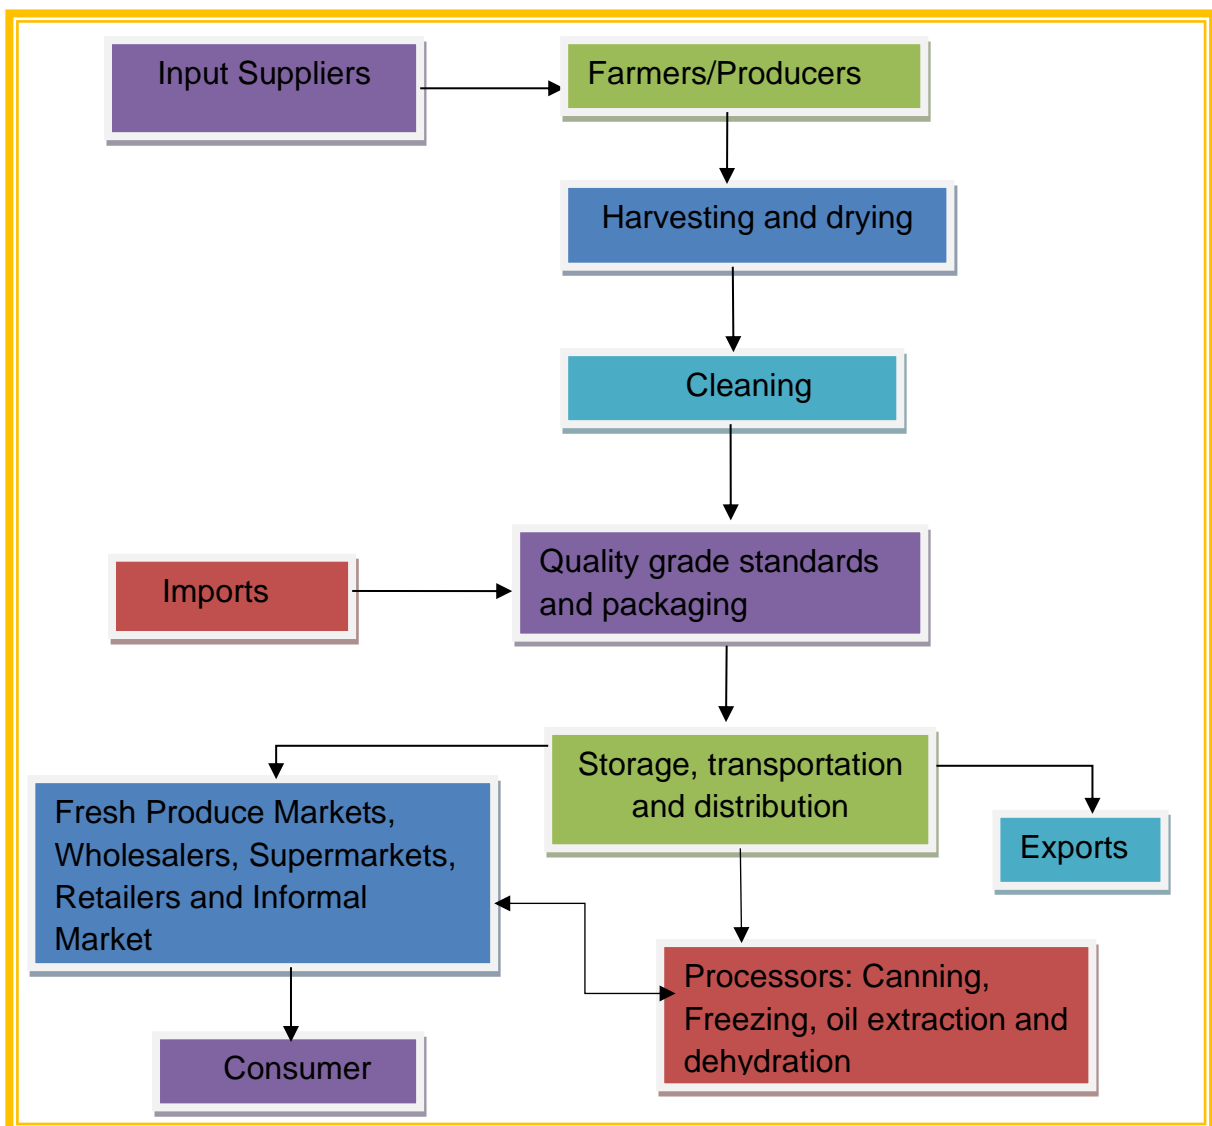 Input Suppliers
Farmers/Producers
Harvesting and drying
Cleaning
Quality grade standards
and packaging
Imports
Storage, transportation
and distribution
Fresh Produce Markets,
Wholesalers, Supermarkets,
Retailers and Informal
Market
Exports
Processors: Canning,
Freezing, oil extraction and
dehydration
Consumer